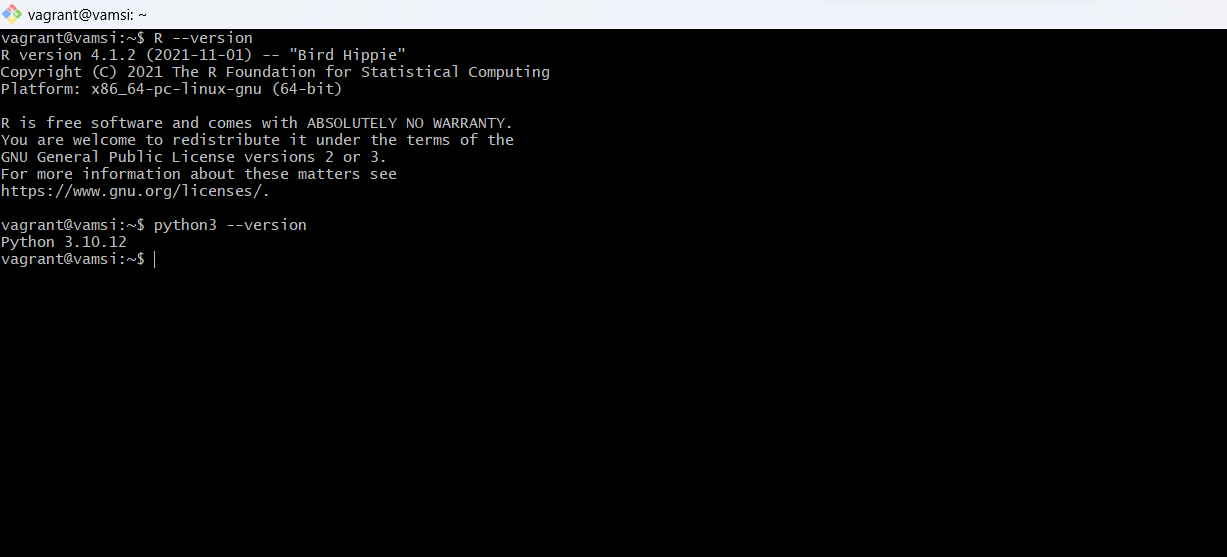 vagrant@vamsi: ~
vagrant@vamsi:~$ R --version
R version 4.1.2 (2021-11-01) -- "Bird Hippie"
Copyright (C) 2021 The R Foundation for Statistical Computing
Platform: x86_64-pc-linux-gnu (64-bit)
R is free software and comes with ABSOLUTELY NO WARRANTY.
You are welcome to redistribute it under the terms of the
GNU General Public License versions 2 or 3.
For more information about these matters see
https://www.gnu.org/licenses/.
vagrant@vamsi:~$ python3 --version
Python 3.10.12
vagrant@vamsi:~$